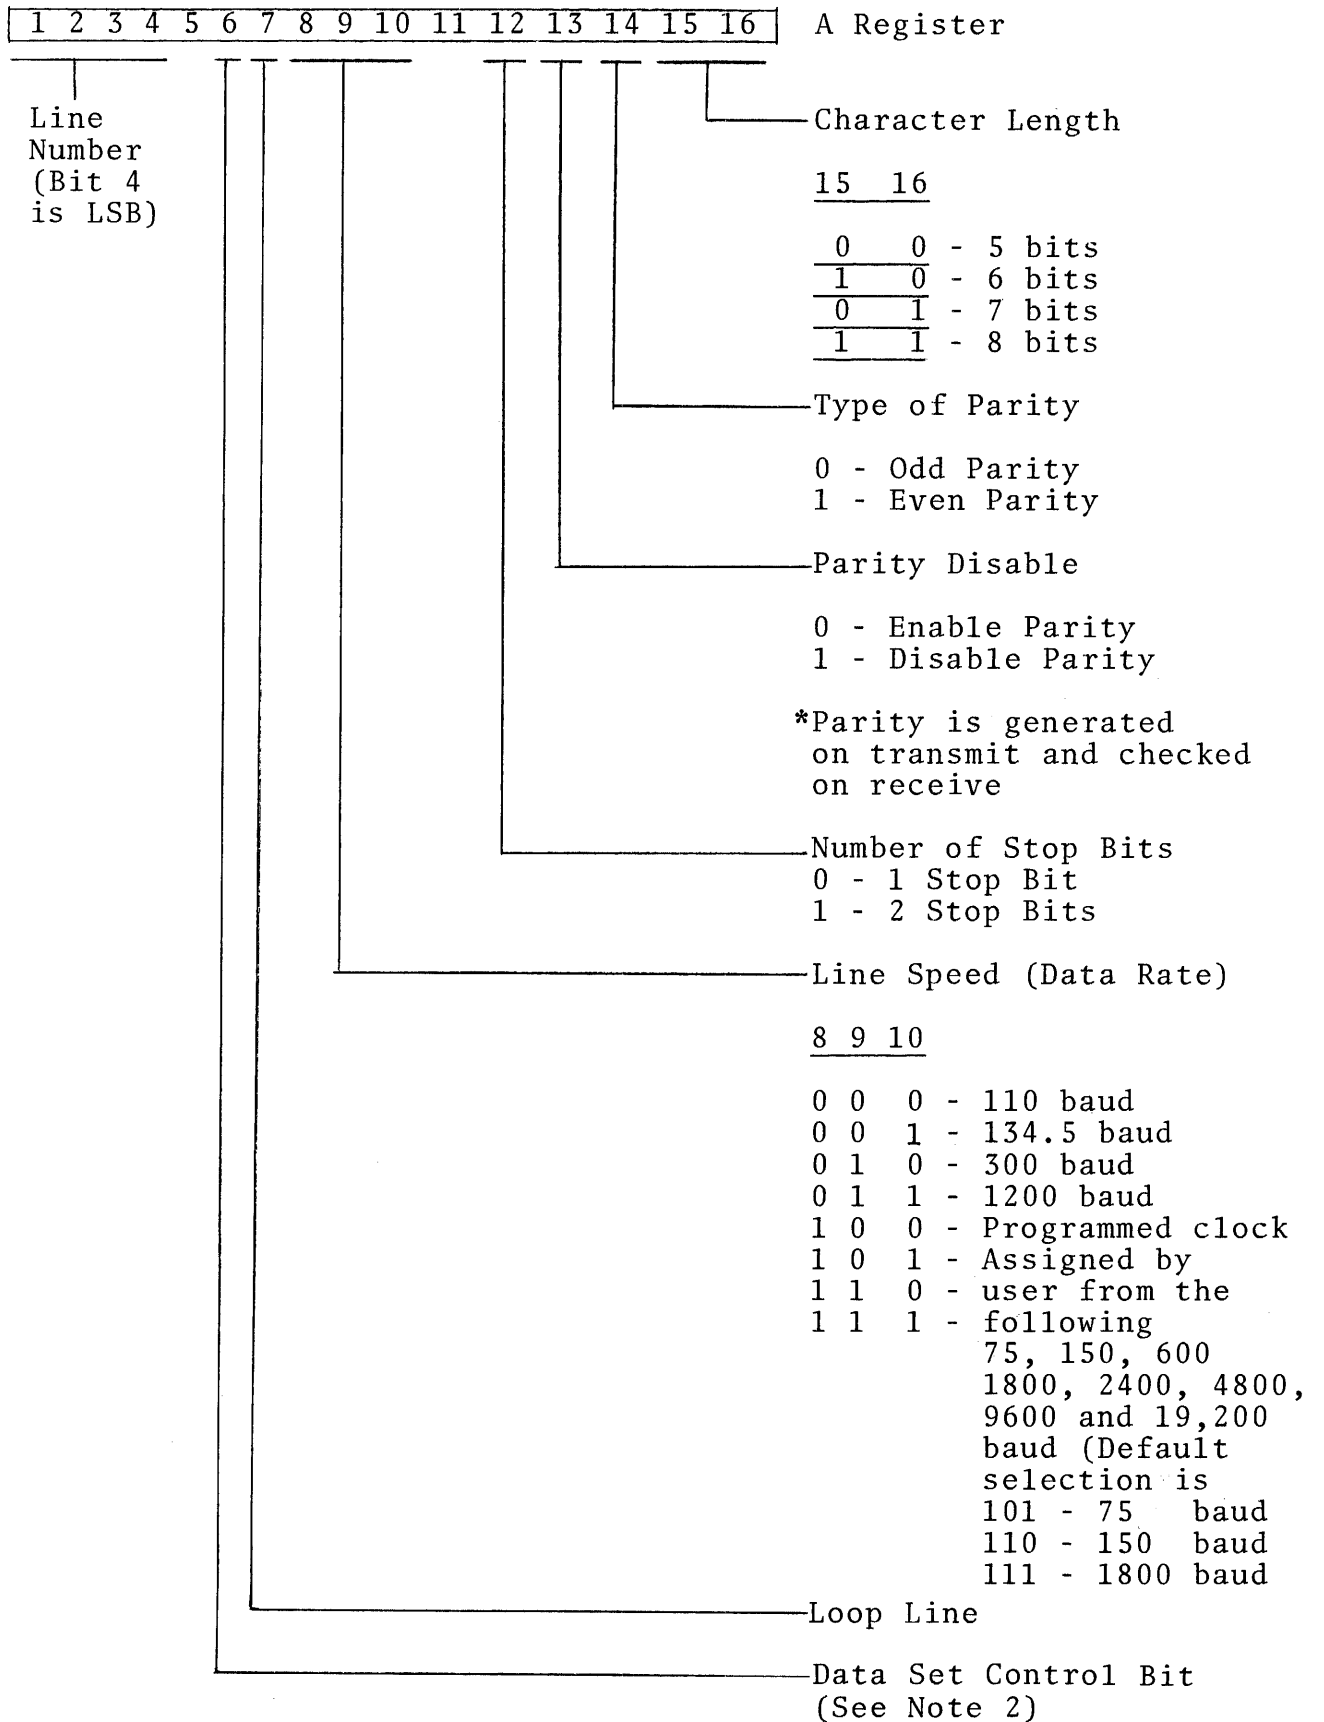 1 2 3 4 5 6 7 8 9 10 11 12 13 14 15 16 A Register
Line
Number
(Bit 4
is LSB)
Character Length
15 16
0 0 - 5 bits
1 0 - 6 bits
0 1 - 7 bits
1 1 - 8 bits
Type of Parity
0 - Odd Parity
1 - Even Parity
Parity Disable
0 - Enable Parity
1 - Disable Parity
*Parity is generated
on transmit and checked
on receive
Number of Stop Bits
0 - 1 Stop Bit
1 - 2 Stop Bits
Line Speed (Data Rate)
8 9 10
0 0 0 - 110 baud
0 0 1 - 134.5 baud
0 1 0 - 300 baud
0 1 1 - 1200 baud
1 0 0 - Programmed clock
1 0 1 - Assigned by
1 1 0 - user from the
1 1 1 - following
75, 150, 600
1800, 2400, 4800,
9600 and 19,200
baud (Default
selection is
101 - 75 baud
110 - 150 baud
111 - 1800 baud
Loop Line
Data Set Control Bit
(See Note 2)